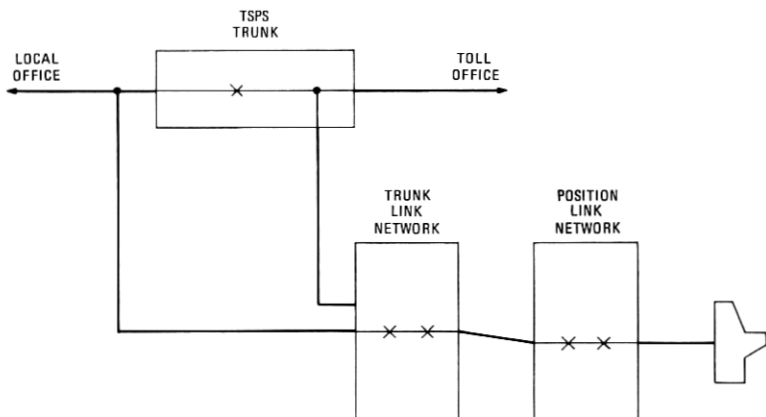 TSPS
TRUNK
LOCAL
OFFICE
TOLL
OFFICE
TRUNK
LINK
NETWORK
POSITION
LINK
NETWORK